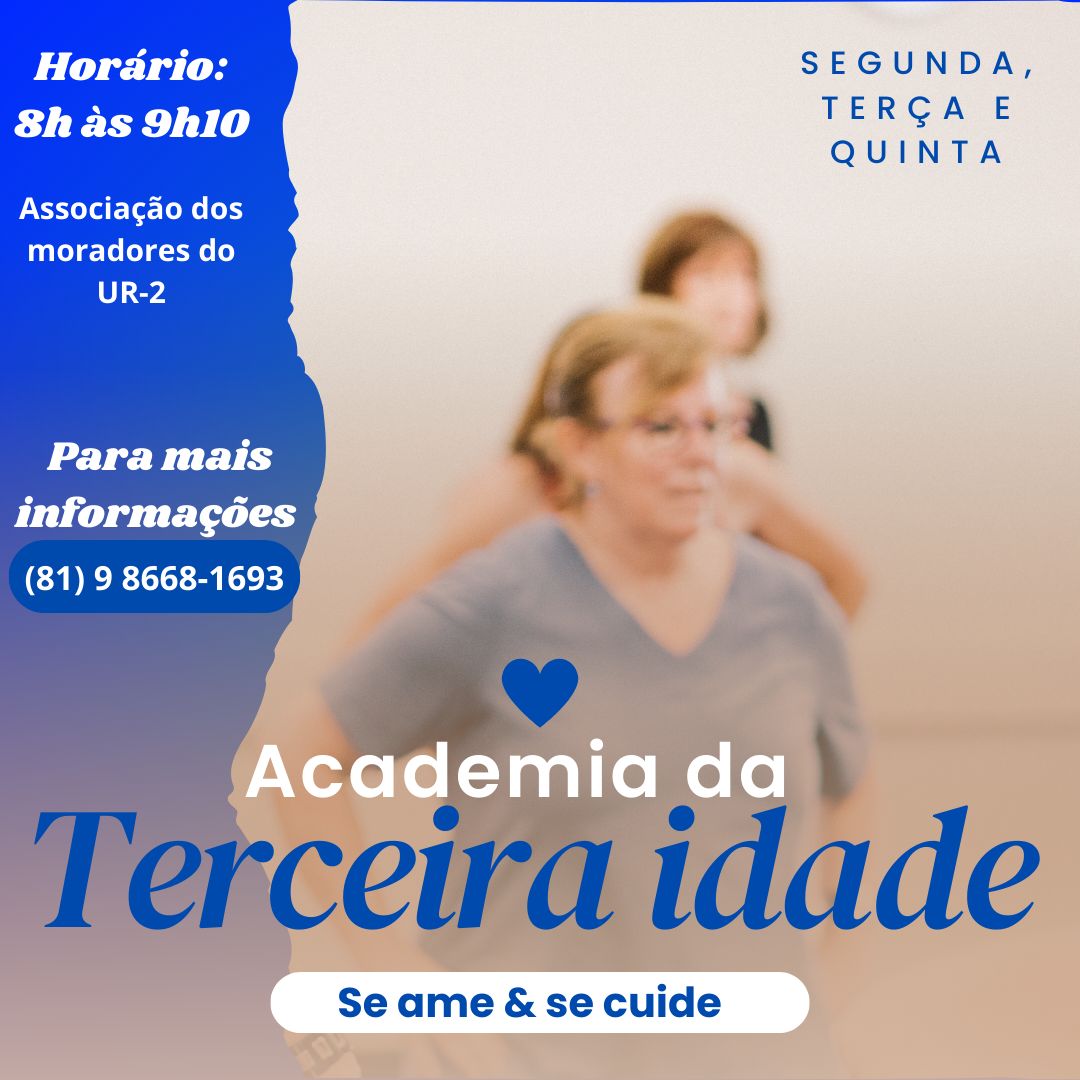 Horário:
8h às 9h10
Associação dos
moradores do
UR-2
SEGUNDA,
TERÇA E
QUINTA
Para mais
informações
(81) 9 8668-1693
Academia da
Terceira idade
Se ame & se cuide